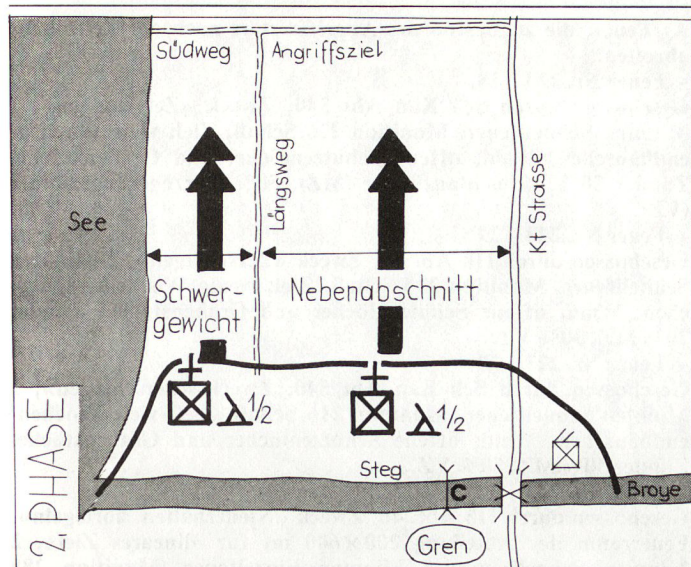 Südweg
Angriffsziel
See
Längsweg
Kt. Strasse
Schwer-
gewicht
Nebenabschnitt
1/2
1/2
Steg
C
Broye
Gren
2. PHASE